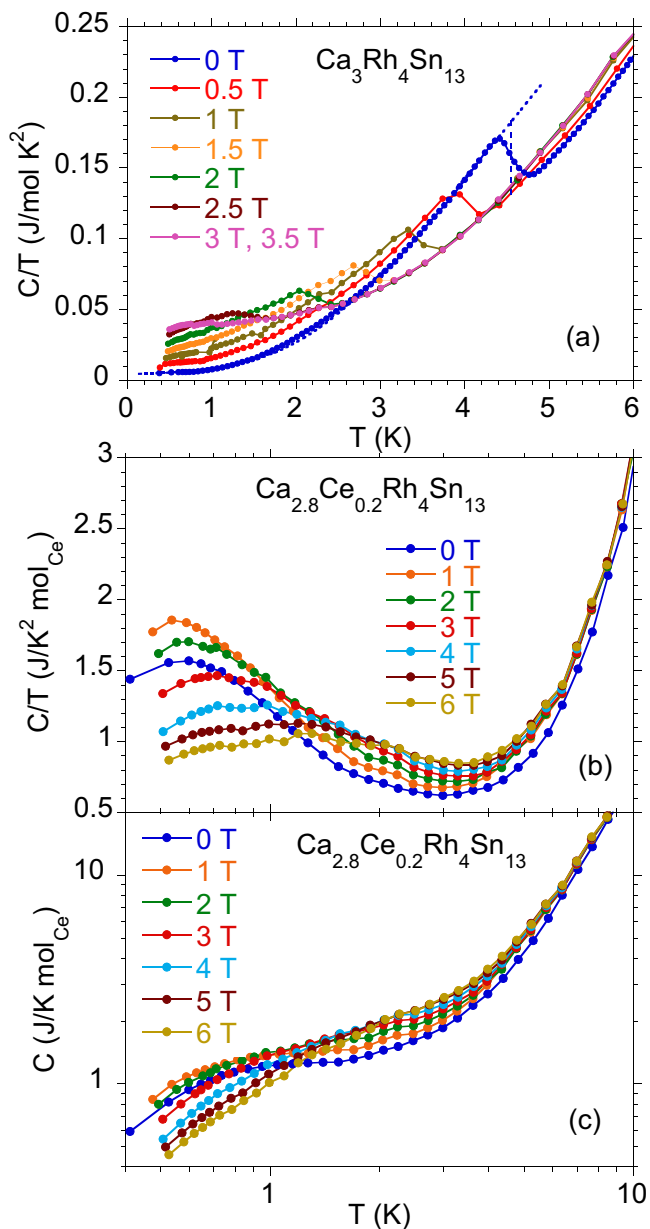 0.25
0.2
0.15
0.1
0.05
0
C/T (J/mol K²)
Ca₃Rh₄Sn₁₃
0 T
0.5 T
1 T
1.5 T
2 T
2.5 T
3 T, 3.5 T
(a)
0 1 2 3 4 5 6
T (K)
3
2.5
2
1.5
1
0.5
C/T (J/K² mol_Ce)
Ca₂.₈Ce₀.₂Rh₄Sn₁₃
0 T
1 T
2 T
3 T
4 T
5 T
6 T
(b)
10
1
C (J/K mol_Ce)
Ca₂.₈Ce₀.₂Rh₄Sn₁₃
0 T
1 T
2 T
3 T
4 T
5 T
6 T
(c)
1 10
T (K)